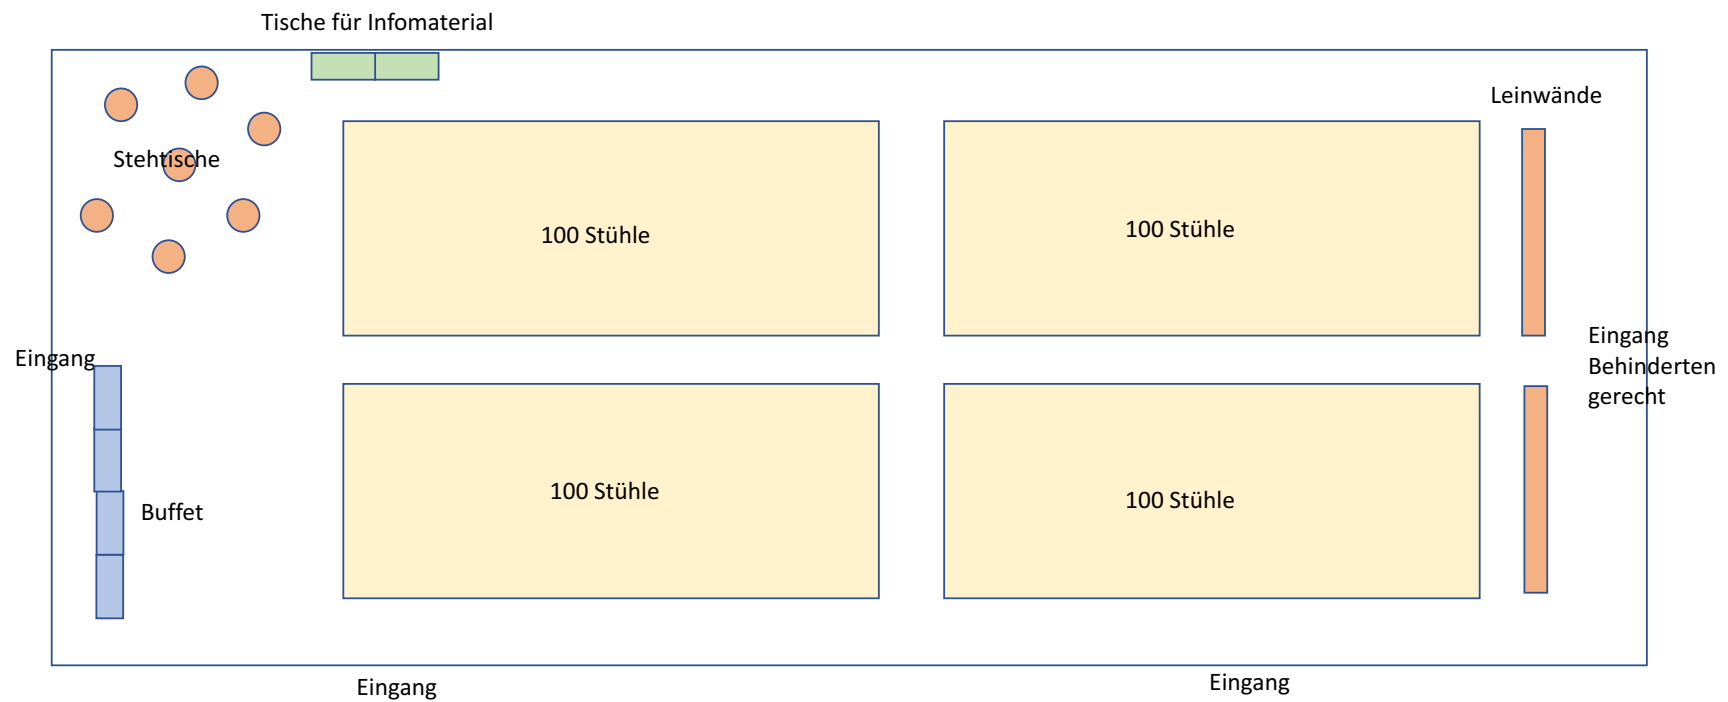 Tische für Infomaterial
Leinwände
Stehtische
100 Stühle
100 Stühle
Eingang
Eingang
Behinderten
gerecht
100 Stühle
100 Stühle
Buffet
Eingang
Eingang